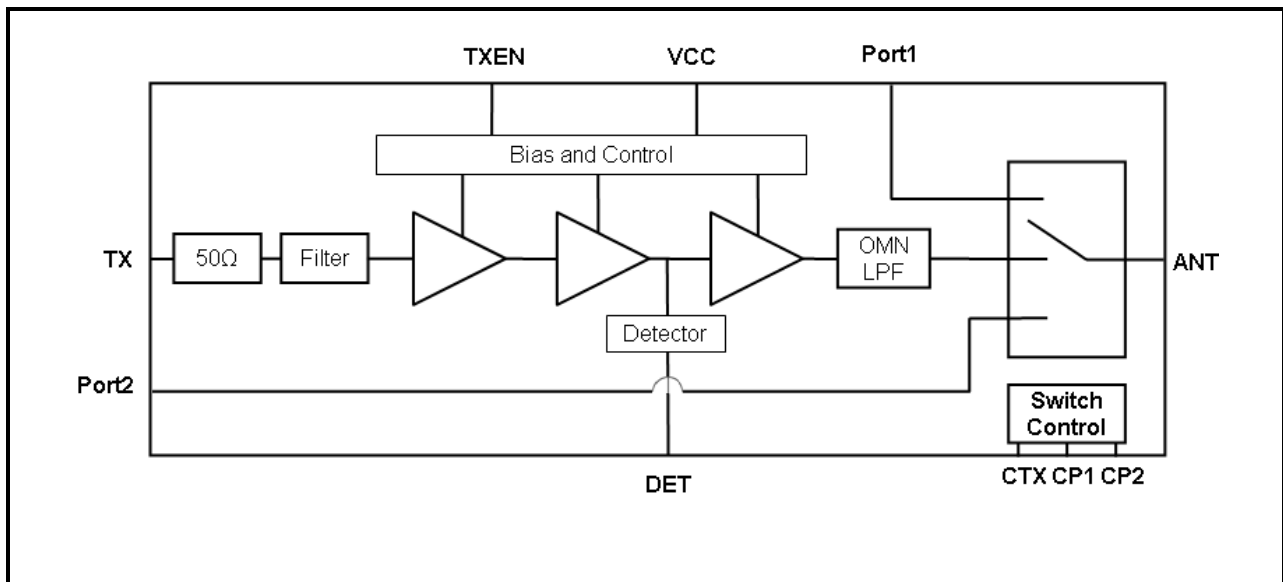 TXEN
VCC
Port1
Bias and Control
TX
50Ω
Filter
OMN
LPF
ANT
Detector
Port2
Switch
Control
DET
CTX CP1 CP2